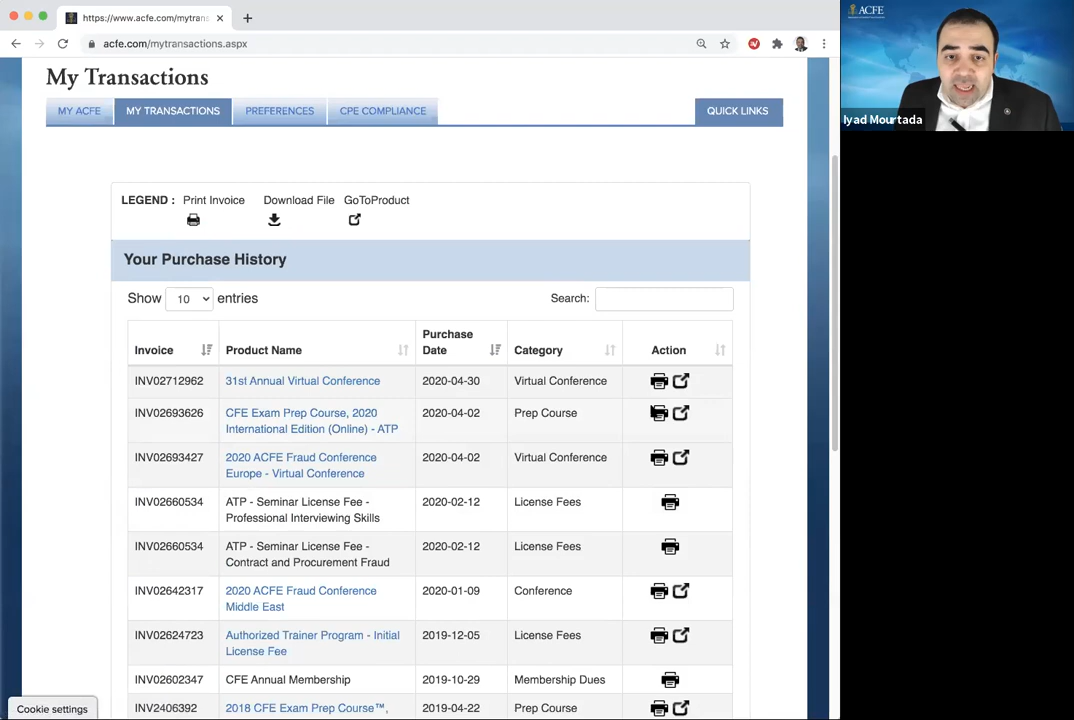 https://www.acfe.com/mytrans
acfe.com/mytransactions.aspx
ACFE
Iyad Mourtada
My Transactions
MY ACFE
MY TRANSACTIONS
PREFERENCES
CPE COMPLIANCE
QUICK LINKS
LEGEND : Print Invoice Download File GoToProduct
Your Purchase History
Show 10 entries
Search:
Invoice Product Name Purchase Date Category Action
INV02712962 31st Annual Virtual Conference 2020-04-30 Virtual Conference
INV02693626 CFE Exam Prep Course, 2020 2020-04-02 Prep Course
International Edition (Online) - ATP
INV02693427 2020 ACFE Fraud Conference 2020-04-02 Virtual Conference
Europe - Virtual Conference
INV02660534 ATP - Seminar License Fee - 2020-02-12 License Fees
Professional Interviewing Skills
INV02660534 ATP - Seminar License Fee - 2020-02-12 License Fees
Contract and Procurement Fraud
INV02642317 2020 ACFE Fraud Conference 2020-01-09 Conference
Middle East
INV02624723 Authorized Trainer Program - Initial 2019-12-05 License Fees
License Fee
INV02602347 CFE Annual Membership 2019-10-29 Membership Dues
INV2406392 2018 CFE Exam Prep Course™, 2019-04-22 Prep Course
Cookie settings